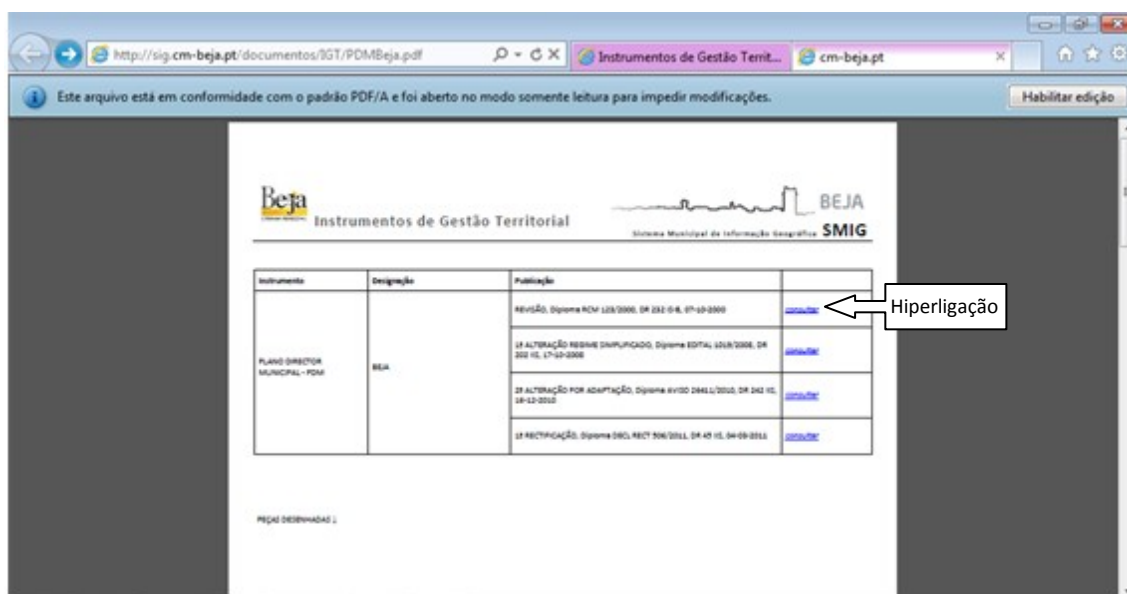 http://sig.cm-beja.pt/documentos/IGT/PDMBeja.pdf
Instrumentos de Gestão Territ...
cm-beja.pt
Este arquivo está em conformidade com o padrão PDF/A e foi aberto no modo somente leitura para impedir modificações.
Habilitar edição
Beja
Instrumentos de Gestão Territorial
BEJA
Sistema Municipal de Informação Geográfica SMIG
Instrumento
Designação
Publicação
REVISÃO, Diploma RCM 123/2000, DR 232 IS-B, 07-10-2000
consultar
Hiperligação
1ª ALTERAÇÃO REGIME SIMPLIFICADO, Diploma EDITAL 1019/2008, DR
202 IIS, 17-10-2008
consultar
PLANO DIRECTOR
MUNICIPAL - PDM
BEJA
2ª ALTERAÇÃO POR ADAPTAÇÃO, Diploma AVISO 26411/2010, DR 242 IIS,
16-12-2010
consultar
1ª RECTIFICAÇÃO, Diploma DECL RECT 506/2011, DR 45 IIS, 04-03-2011
consultar
PEÇAS DESENHADAS 1